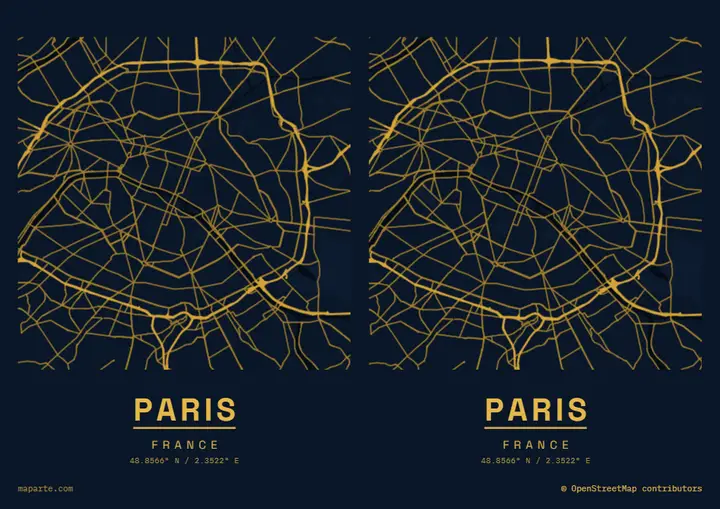 PARIS
FRANCE
48.8566° N / 2.3522° E
PARIS
FRANCE
48.8566° N / 2.3522° E
maparte.com
© OpenStreetMap contributors